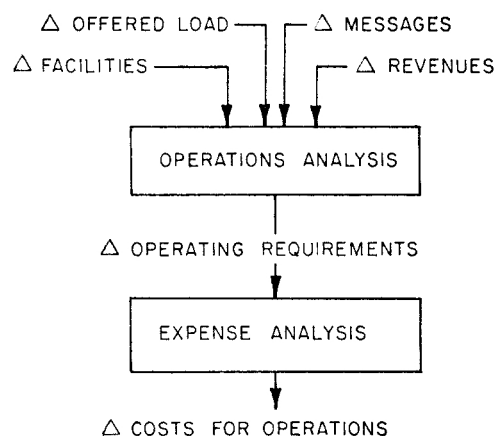 △ OFFERED LOAD
△ MESSAGES
△ FACILITIES
△ REVENUES
OPERATIONS ANALYSIS
△ OPERATING REQUIREMENTS
EXPENSE ANALYSIS
△ COSTS FOR OPERATIONS